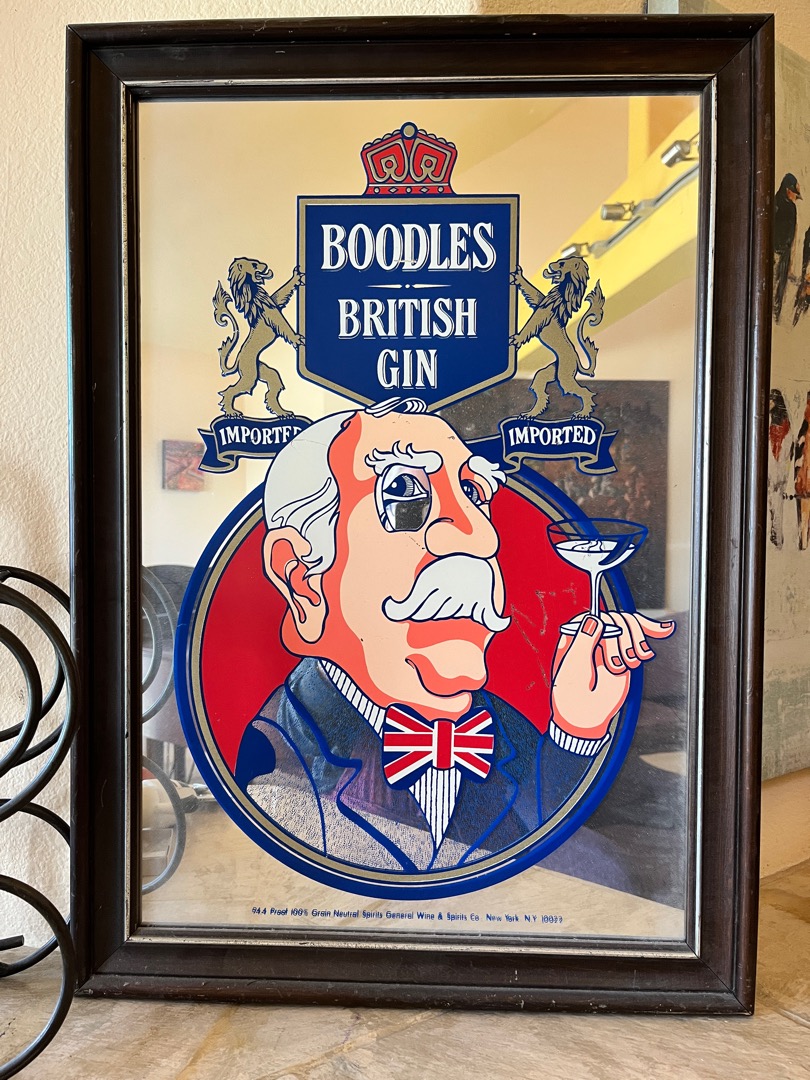 BOODLES
BRITISH
GIN
IMPORTED
IMPORTED
94.4 Proof 100% Grain Neutral Spirits General Wine & Spirits Co. New York N.Y. 10022